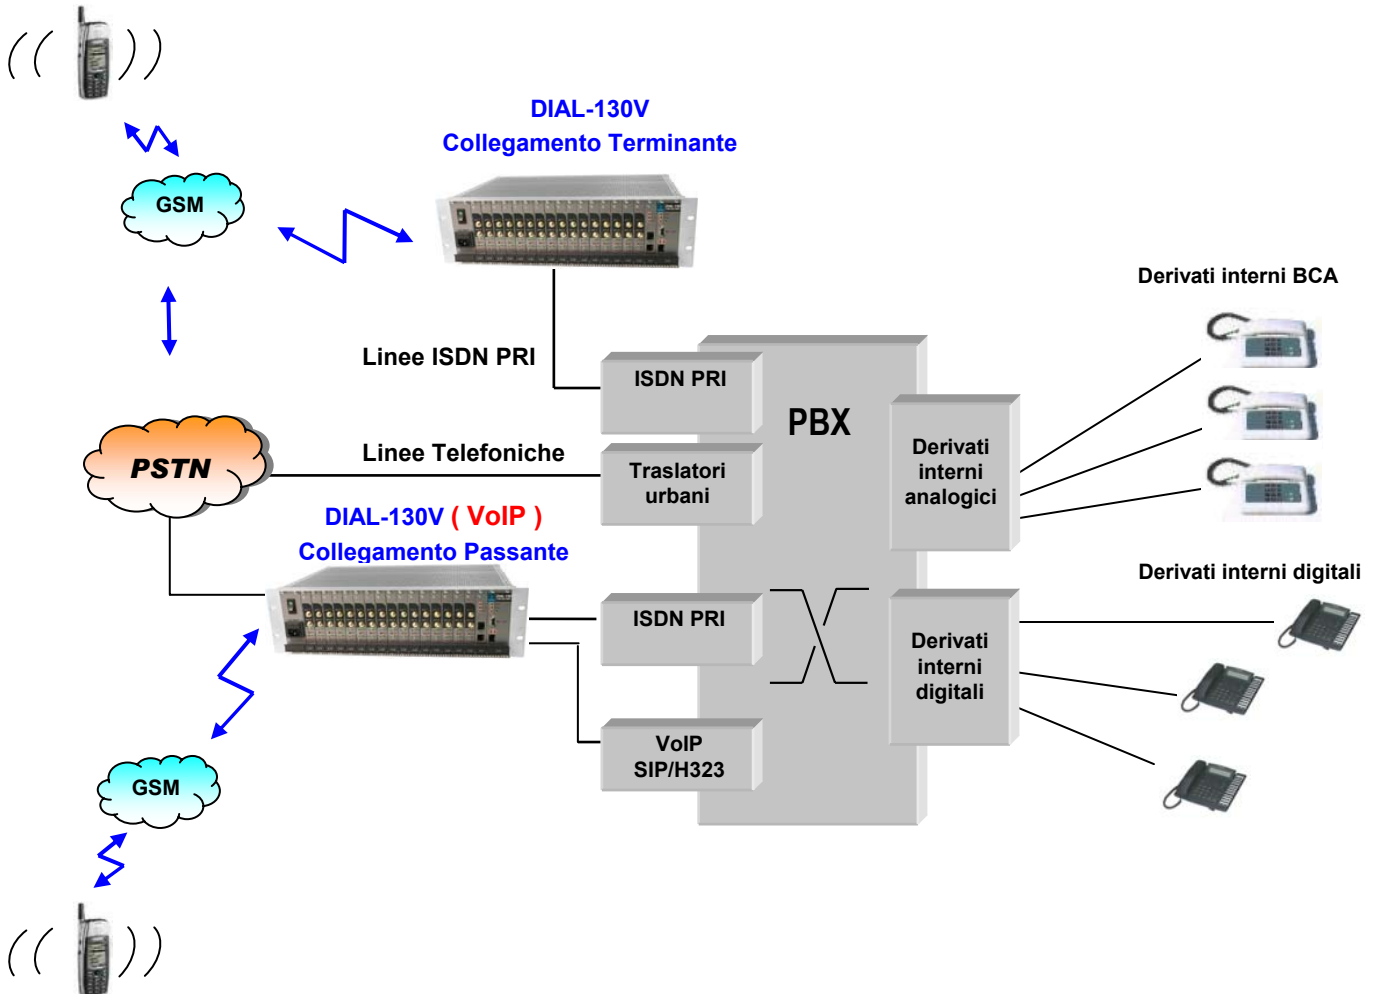 DIAL-130V
Collegamento Terminante
GSM
Derivati interni BCA
Linee ISDN PRI
ISDN PRI
PBX
Derivati
interni
analogici
PSTN
Linee Telefoniche
Traslatori
urbani
DIAL-130V ( VoIP )
Collegamento Passante
Derivati interni digitali
ISDN PRI
Derivati
interni
digitali
VoIP
SIP/H323
GSM